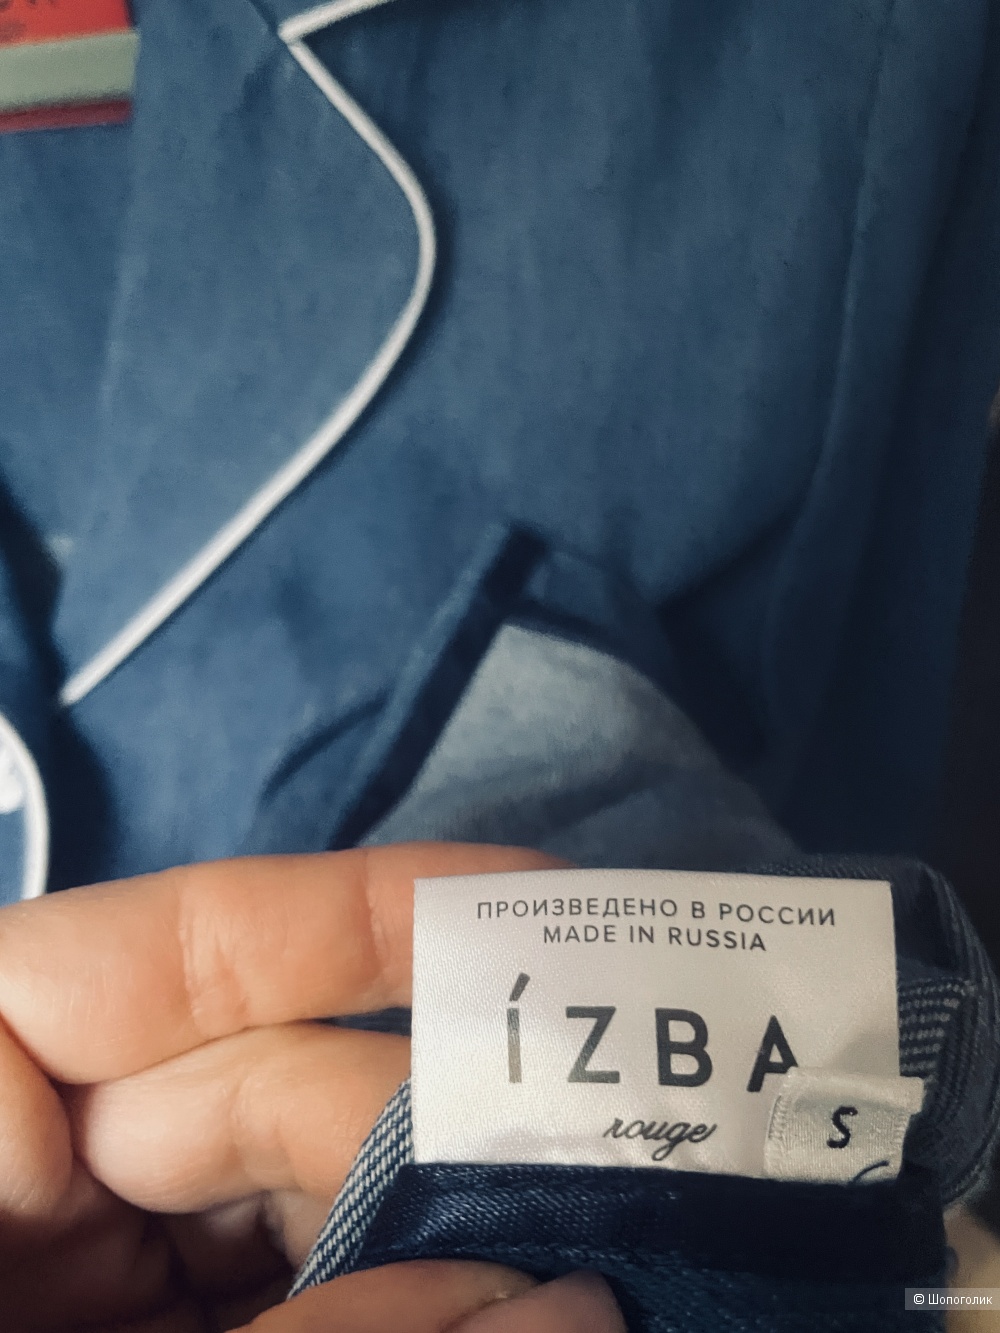 ПРОИЗВЕДЕНО В РОССИИ
MADE IN RUSSIA
ÍZBA
rouge
S
© Шопоголик